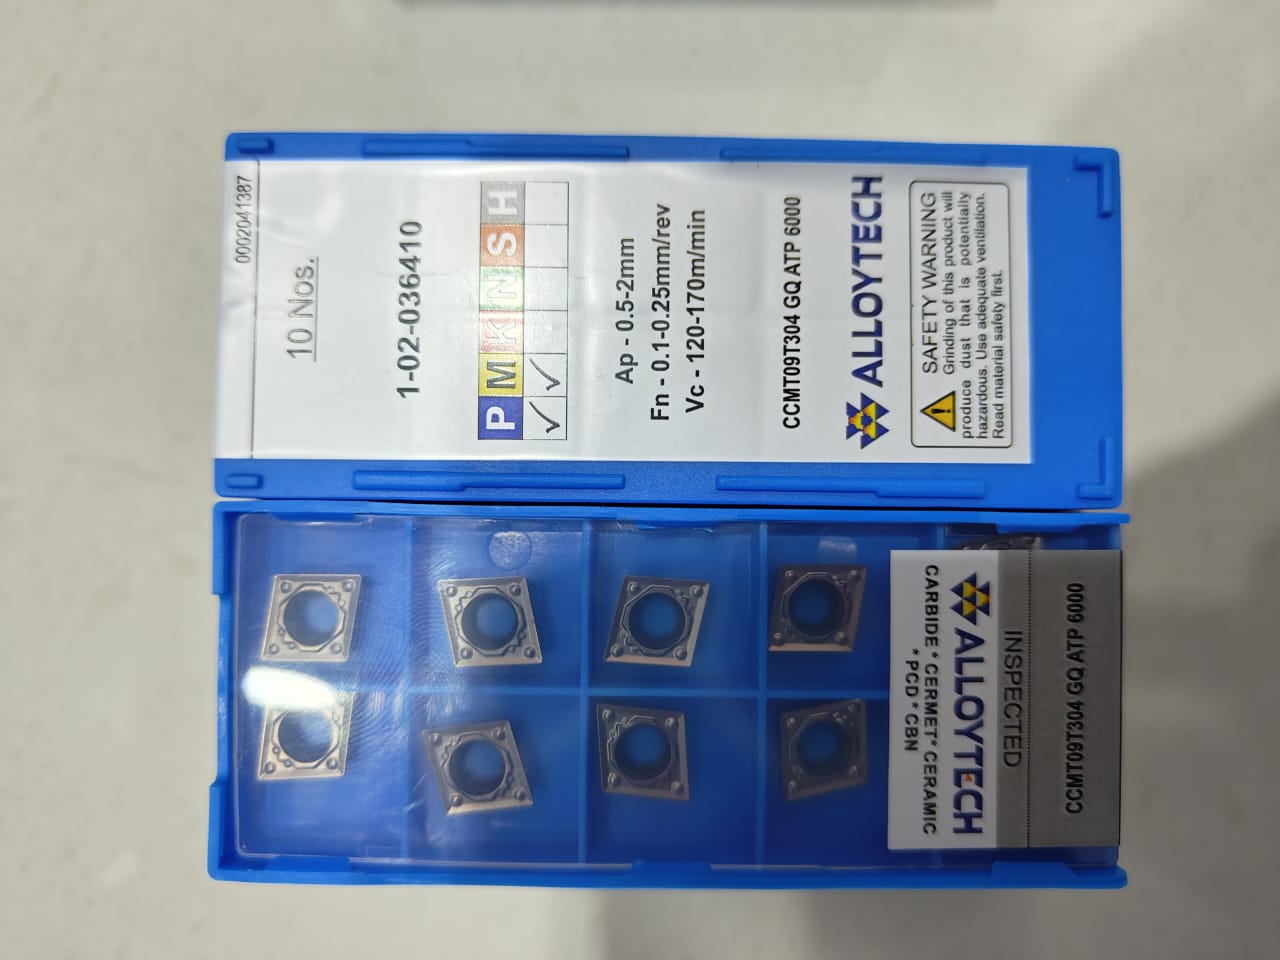 0002041387
10 Nos.
1-02-036410
P M K N S H
✓ ✓
Ap - 0.5-2mm
Fn - 0.1-0.25mm/rev
Vc - 120-170m/min
CCMT09T304 GQ ATP 6000
ALLOYTECH
SAFETY WARNING
Grinding of this product will
produce dust that is potentially
hazardous. Use adequate ventilation.
Read material safety first.
CCMT09T304 GQ ATP 6000
INSPECTED
ALLOYTECH
CARBIDE * CERMET* CERAMIC
* PCD * CBN